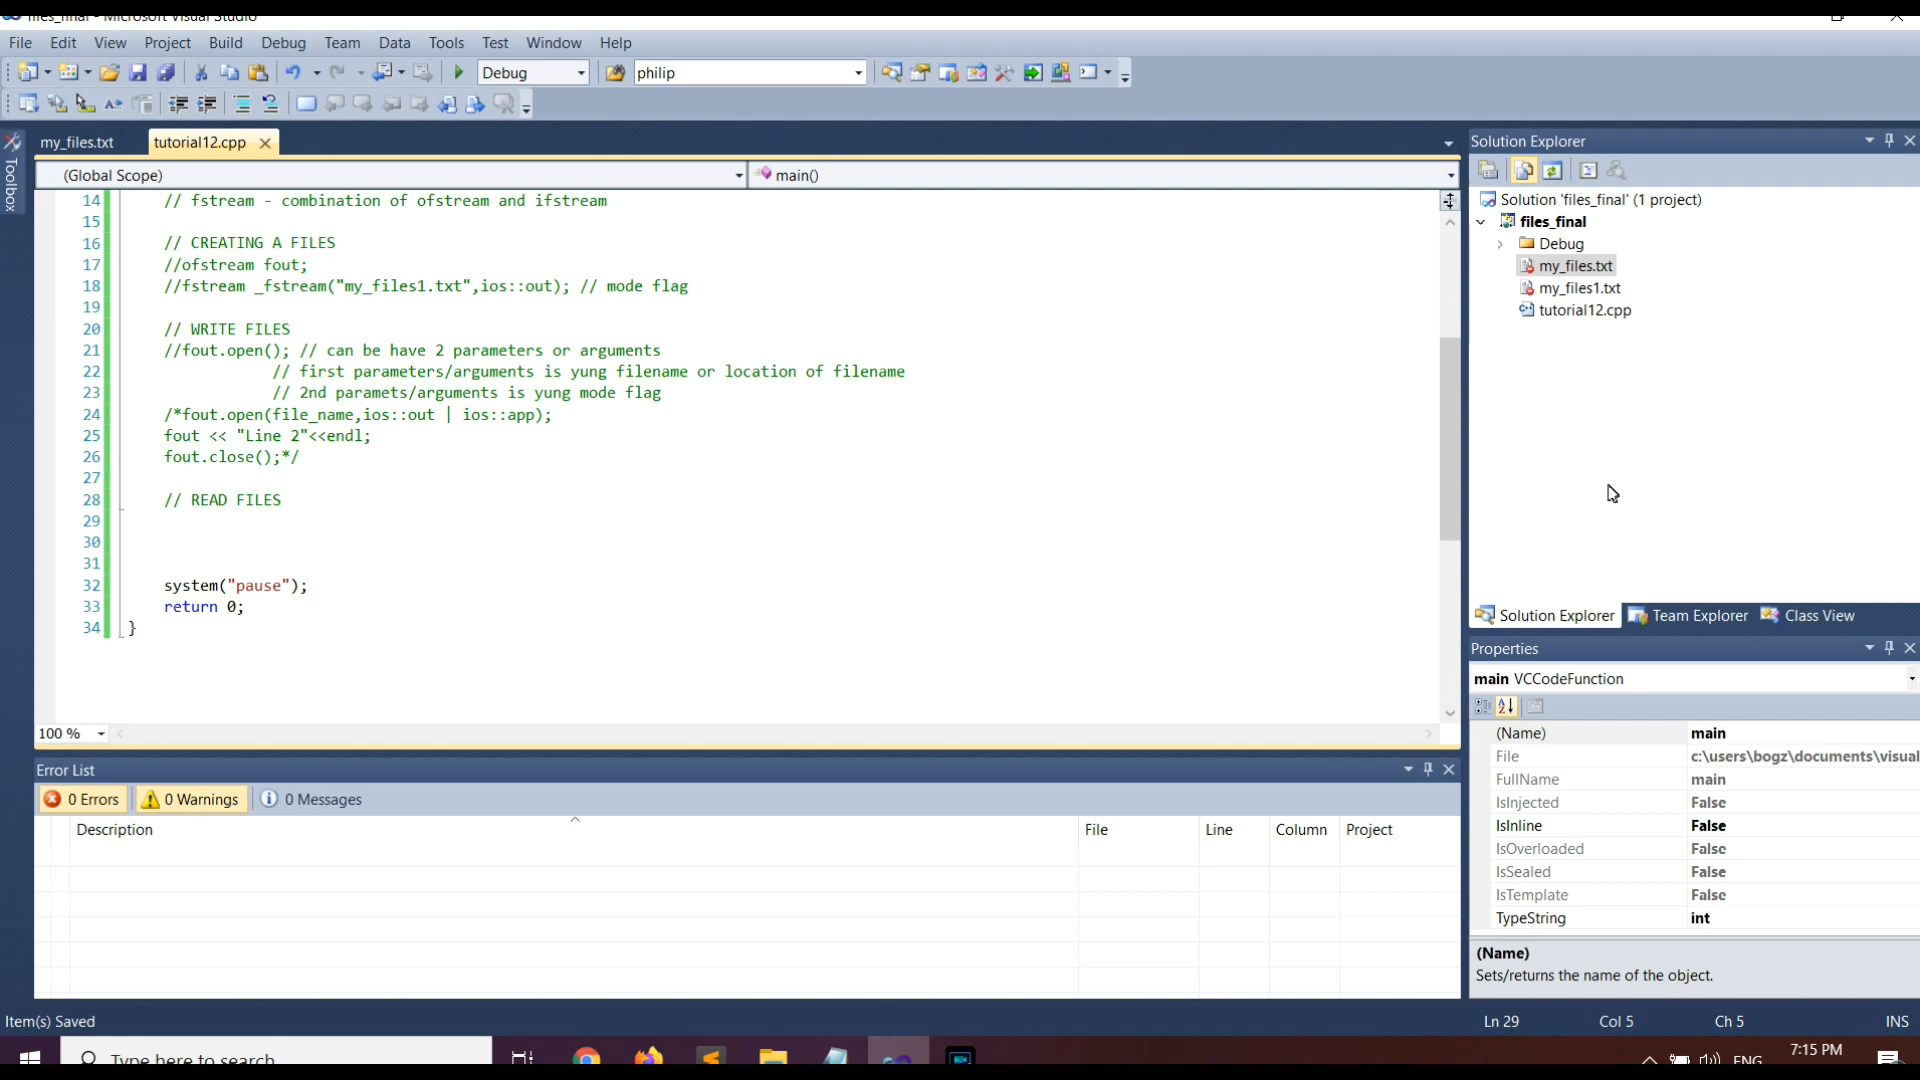 files_final - Microsoft Visual Studio
File Edit View Project Build Debug Team Data Tools Test Window Help
Debug philip
my_files.txt tutorial12.cpp
Toolbox
(Global Scope) main()
14 // fstream - combination of ofstream and ifstream
15
16 // CREATING A FILES
17 //ofstream fout;
18 //fstream _fstream("my_files1.txt",ios::out); // mode flag
19
20 // WRITE FILES
21 //fout.open(); // can be have 2 parameters or arguments
22 // first parameters/arguments is yung filename or location of filename
23 // 2nd paramets/arguments is yung mode flag
24 /*fout.open(file_name,ios::out | ios::app);
25 fout << "Line 2"<<endl;
26 fout.close();*/
27
28 // READ FILES
29
30
31
32 system("pause");
33 return 0;
34 }
100 %
Error List
0 Errors 0 Warnings 0 Messages
Description File Line Column Project
Solution Explorer
Solution 'files_final' (1 project)
files_final
Debug
my_files.txt
my_files1.txt
tutorial12.cpp
Solution Explorer Team Explorer Class View
Properties
main VCCodeFunction
(Name) main
File c:\users\bogz\documents\visual
FullName main
IsInjected False
IsInline False
IsOverloaded False
IsSealed False
IsTemplate False
TypeString int
(Name)
Sets/returns the name of the object.
Item(s) Saved Ln 29 Col 5 Ch 5 INS
Type here to search ENG 7:15 PM